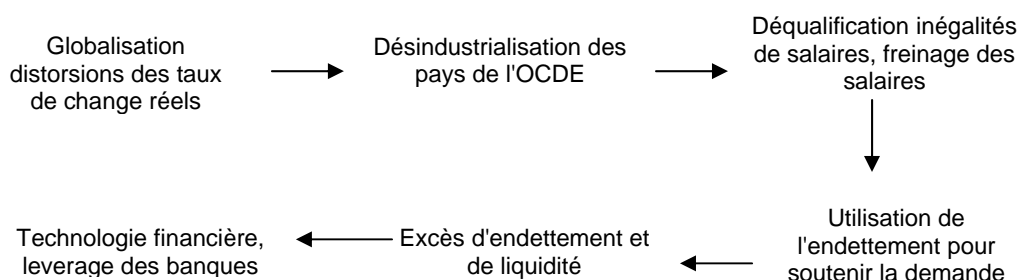 Globalisation
distorsions des taux
de change réels
Désindustrialisation des
pays de l'OCDE
Déqualification inégalités
de salaires, freinage des
salaires
Utilisation de
l'endettement pour
soutenir la demande
Excès d'endettement et
de liquidité
Technologie financière,
leverage des banques